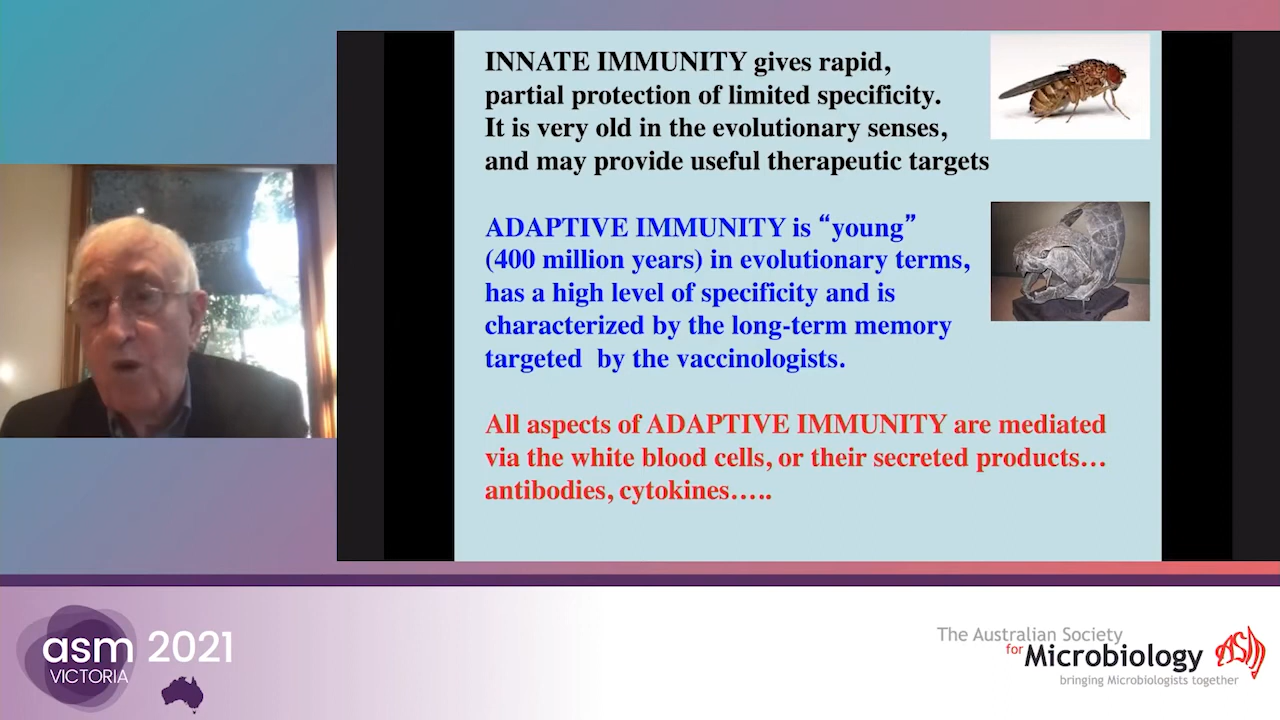 INNATE IMMUNITY gives rapid,
partial protection of limited specificity.
It is very old in the evolutionary senses,
and may provide useful therapeutic targets
ADAPTIVE IMMUNITY is “young”
(400 million years) in evolutionary terms,
has a high level of specificity and is
characterized by the long-term memory
targeted by the vaccinologists.
All aspects of ADAPTIVE IMMUNITY are mediated
via the white blood cells, or their secreted products…
antibodies, cytokines…..
asm 2021
VICTORIA
The Australian Society
for Microbiology
bringing Microbiologists together
ASM